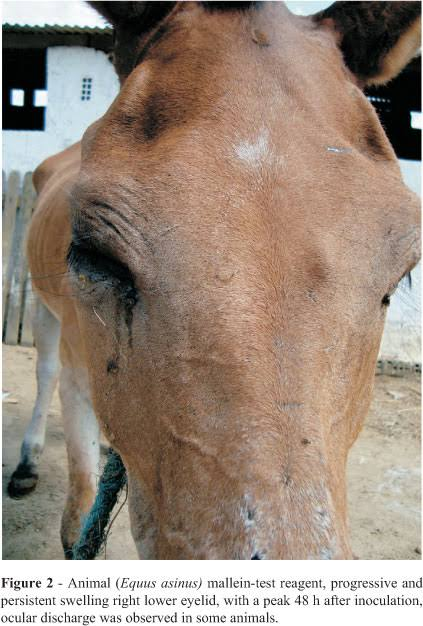 Figure 2 - Animal (Equus asinus) mallein-test reagent, progressive and
persistent swelling right lower eyelid, with a peak 48 h after inoculation,
ocular discharge was observed in some animals.